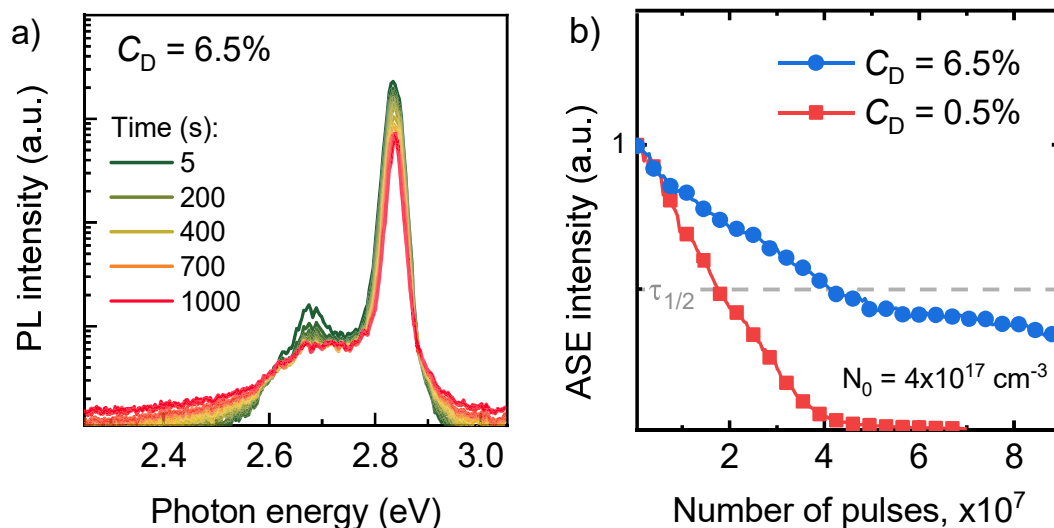 a)
C_D = 6.5%
Time (s):
5
200
400
700
1000
PL intensity (a.u.)
2.4 2.6 2.8 3.0
Photon energy (eV)
b)
C_D = 6.5%
C_D = 0.5%
1
τ_1/2
N_0 = 4x10^17 cm^-3
ASE intensity (a.u.)
2 4 6 8
Number of pulses, x10^7